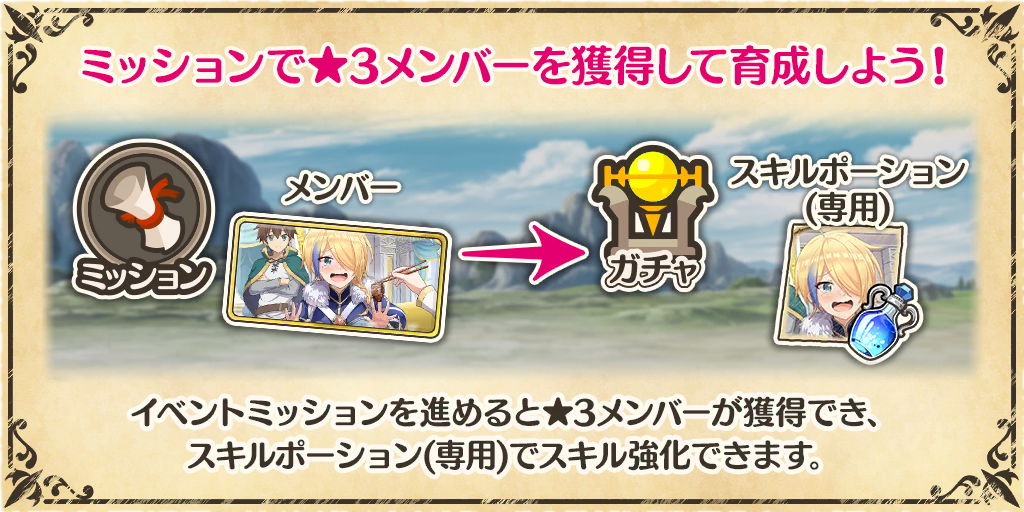 ミッションで★3メンバーを獲得して育成しよう!
メンバー
スキルポーション
(専用)
ミッション
ガチャ
イベントミッションを進めると★3メンバーが獲得でき、
スキルポーション(専用)でスキル強化できます。